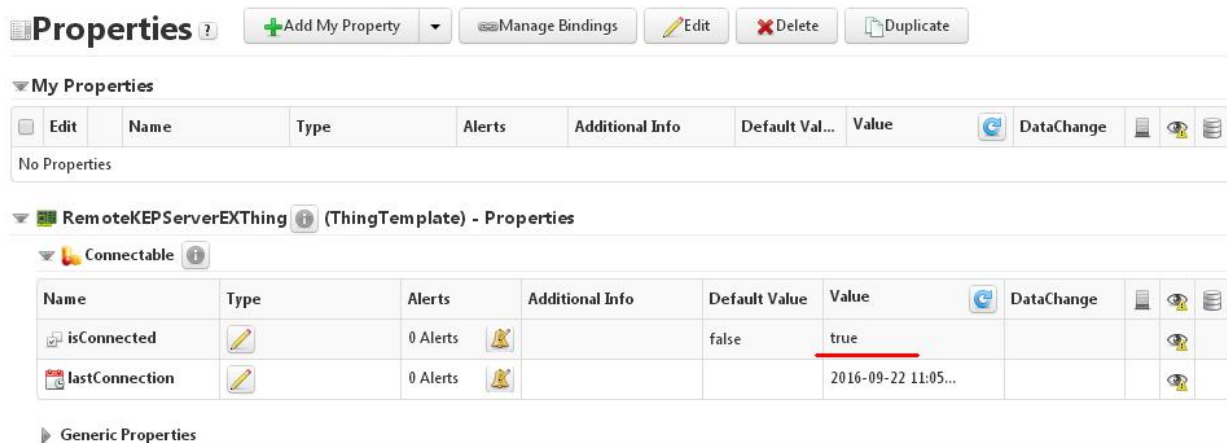 Properties ?
Add My Property Manage Bindings Edit Delete Duplicate
My Properties
Edit Name Type Alerts Additional Info Default Val... Value DataChange
No Properties
RemoteKEPServerEXThing (ThingTemplate) - Properties
Connectable
Name Type Alerts Additional Info Default Value Value DataChange
isConnected 0 Alerts false true
lastConnection 0 Alerts 2016-09-22 11:05...
Generic Properties